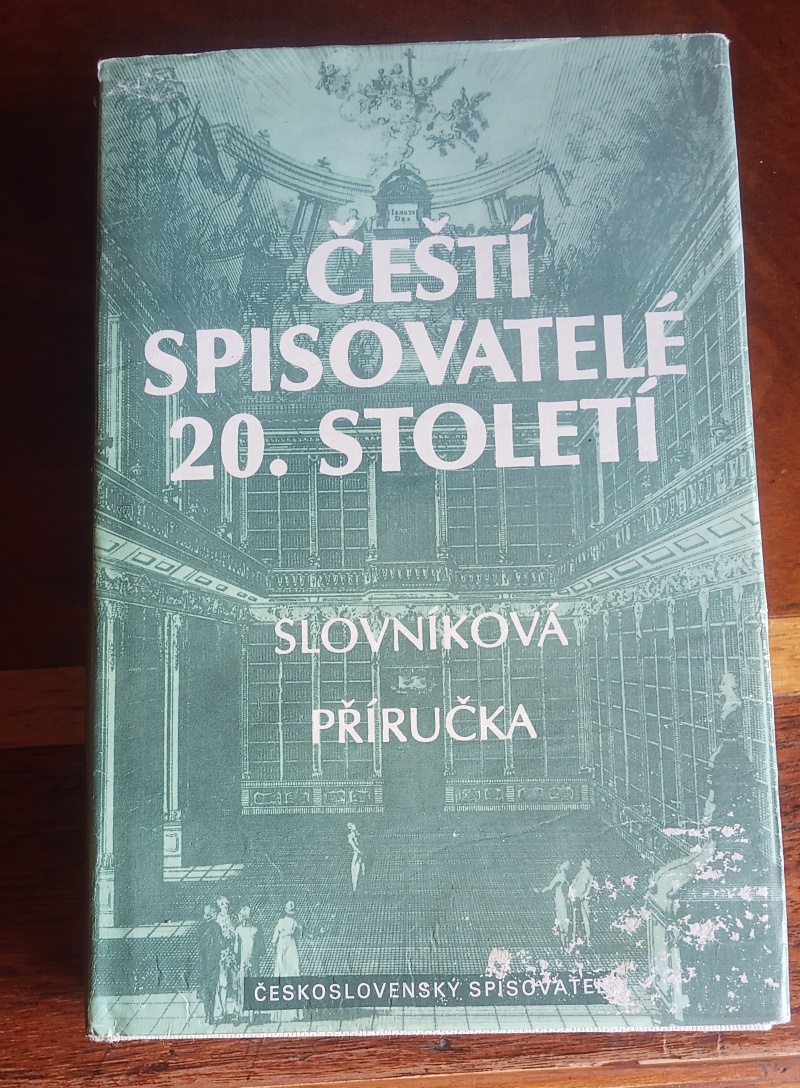 ČEŠTÍ
SPISOVATELÉ
20. STOLETÍ
SLOVNÍKOVÁ
PŘÍRUČKA
ČESKOSLOVENSKÝ SPISOVATEL